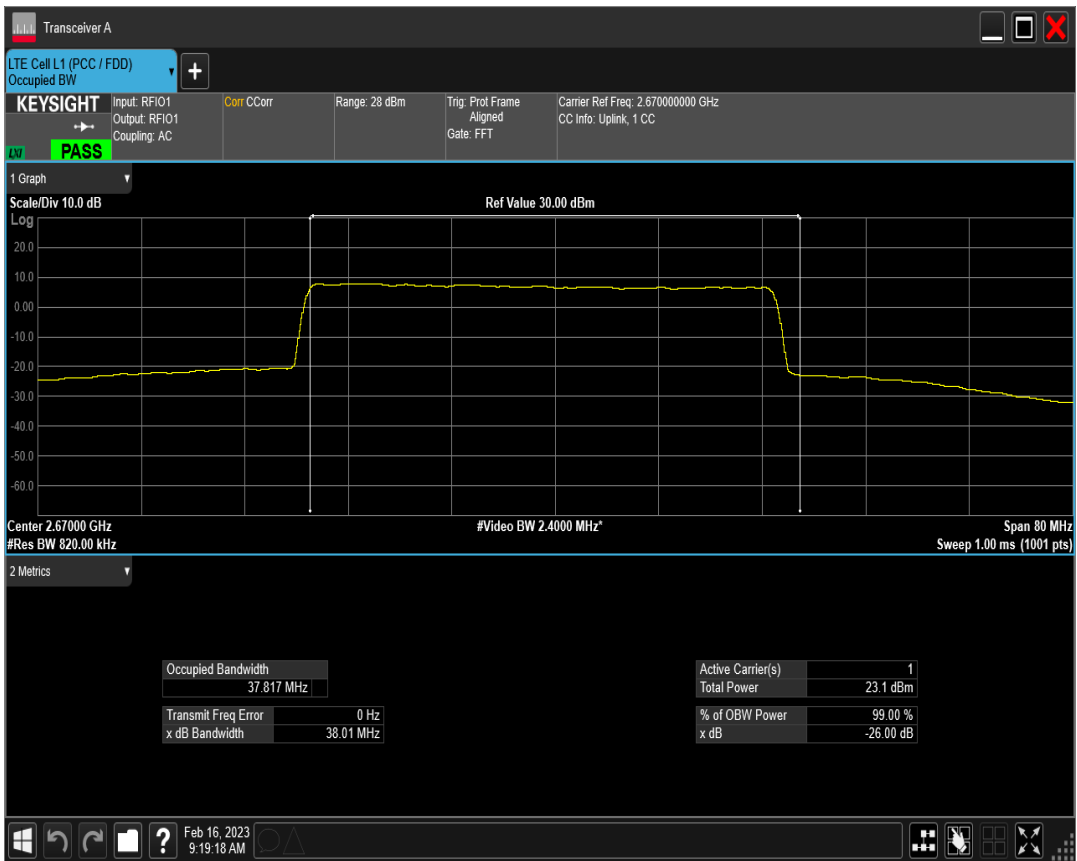 Transceiver A
LTE Cell L1 (PCC / FDD)
Occupied BW
+
KEYSIGHT
LXI
PASS
Input: RFIO1
Output: RFIO1
Coupling: AC
Corr CCorr
Range: 28 dBm
Trig: Prot Frame
Aligned
Gate: FFT
Carrier Ref Freq: 2.670000000 GHz
CC Info: Uplink, 1 CC
1 Graph
Scale/Div 10.0 dB
Ref Value 30.00 dBm
Log
20.0
10.0
0.00
-10.0
-20.0
-30.0
-40.0
-50.0
-60.0
Center 2.67000 GHz
#Video BW 2.4000 MHz*
Span 80 MHz
#Res BW 820.00 kHz
Sweep 1.00 ms (1001 pts)
2 Metrics
Occupied Bandwidth
37.817 MHz
Transmit Freq Error 0 Hz
x dB Bandwidth 38.01 MHz
Active Carrier(s) 1
Total Power 23.1 dBm
% of OBW Power 99.00 %
x dB -26.00 dB
?
Feb 16, 2023
9:19:18 AM